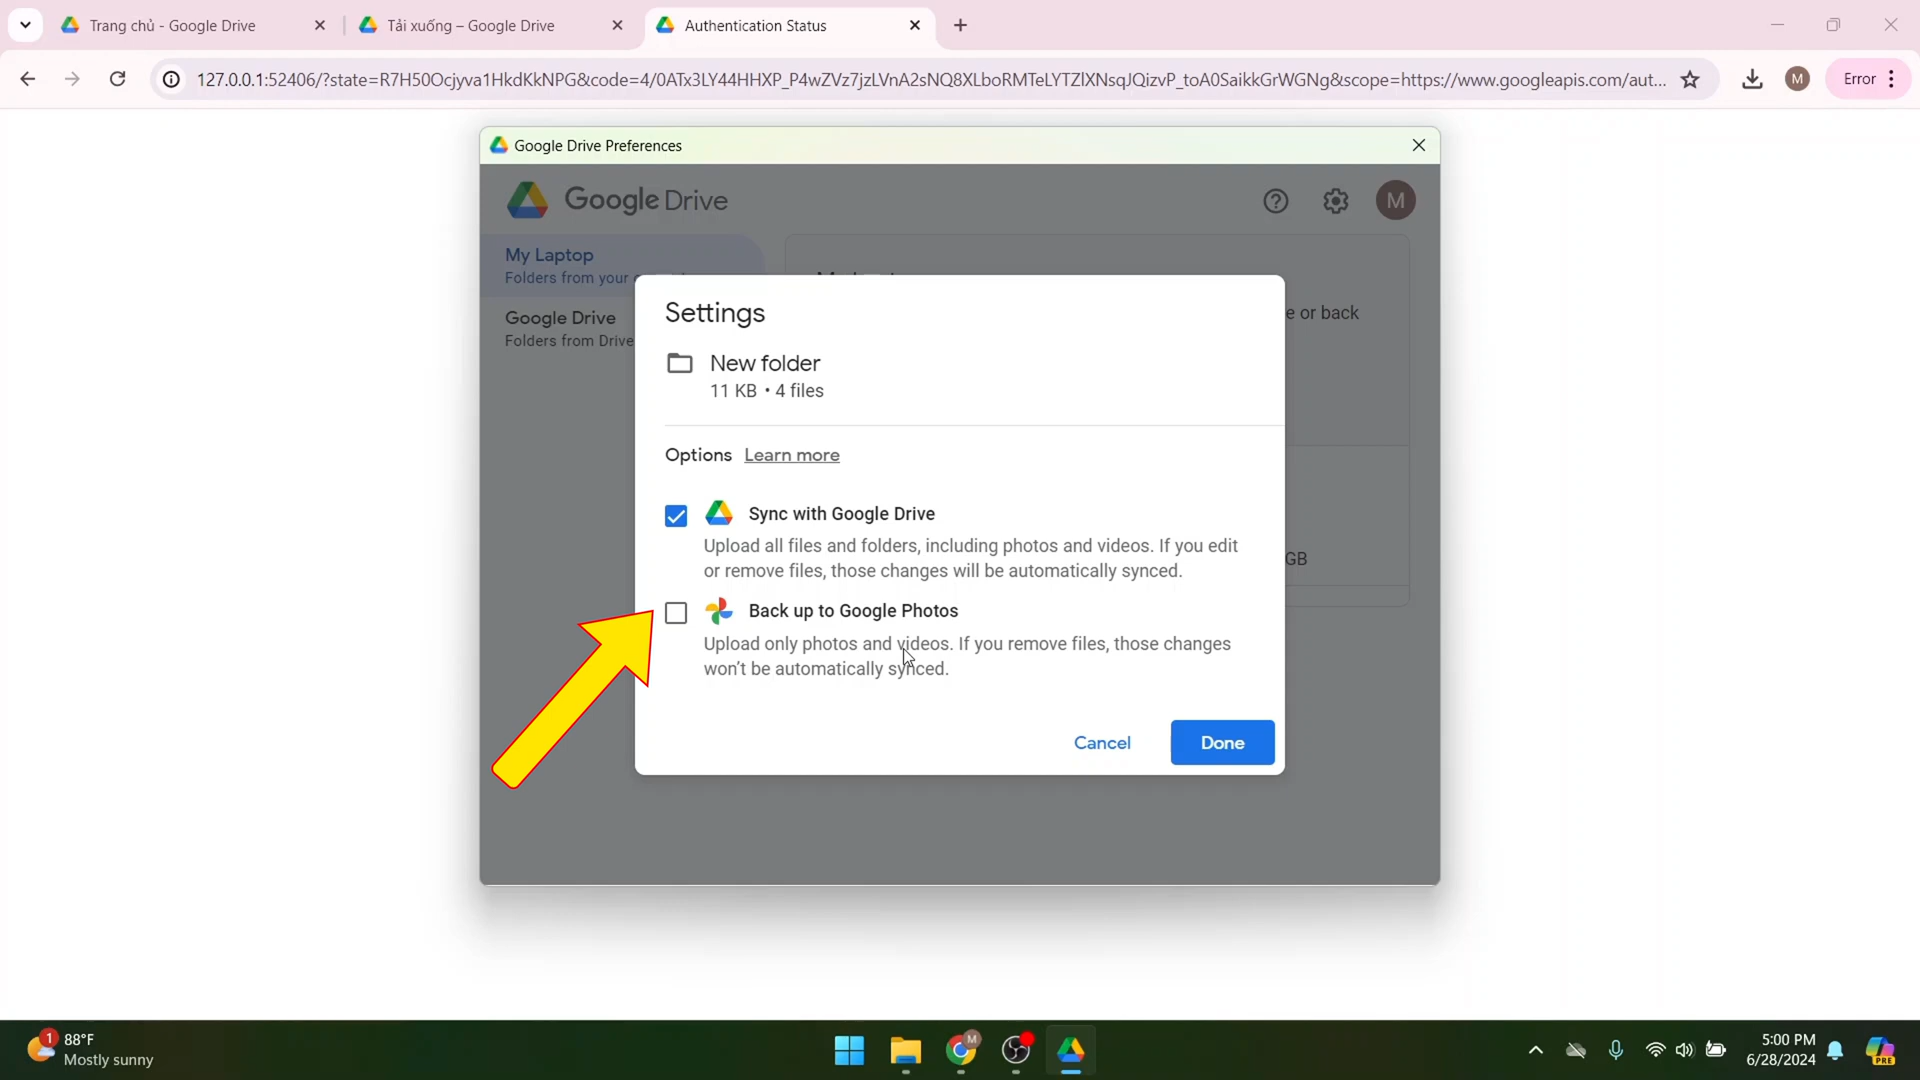 Trang chủ - Google Drive
Tải xuống – Google Drive
Authentication Status
127.0.0.1:52406/?state=R7H50Ocjyva1HkdKkNPG&code=4/0ATx3LY44HHXP_P4wZVz7jzLVnA2sNQ8XLboRMTeLYTZlXNsqJQizvP_toA0SaikkGrWGNg&scope=https://www.googleapis.com/aut...
M
Error
Google Drive Preferences
Google Drive
M
My Laptop
Folders from your
Google Drive
Folders from Drive
e or back
GB
Settings
New folder
11 KB • 4 files
Options Learn more
Sync with Google Drive
Upload all files and folders, including photos and videos. If you edit
or remove files, those changes will be automatically synced.
Back up to Google Photos
Upload only photos and videos. If you remove files, those changes
won’t be automatically synced.
Cancel
Done
1
88°F
Mostly sunny
M
5:00 PM
6/28/2024
PRE